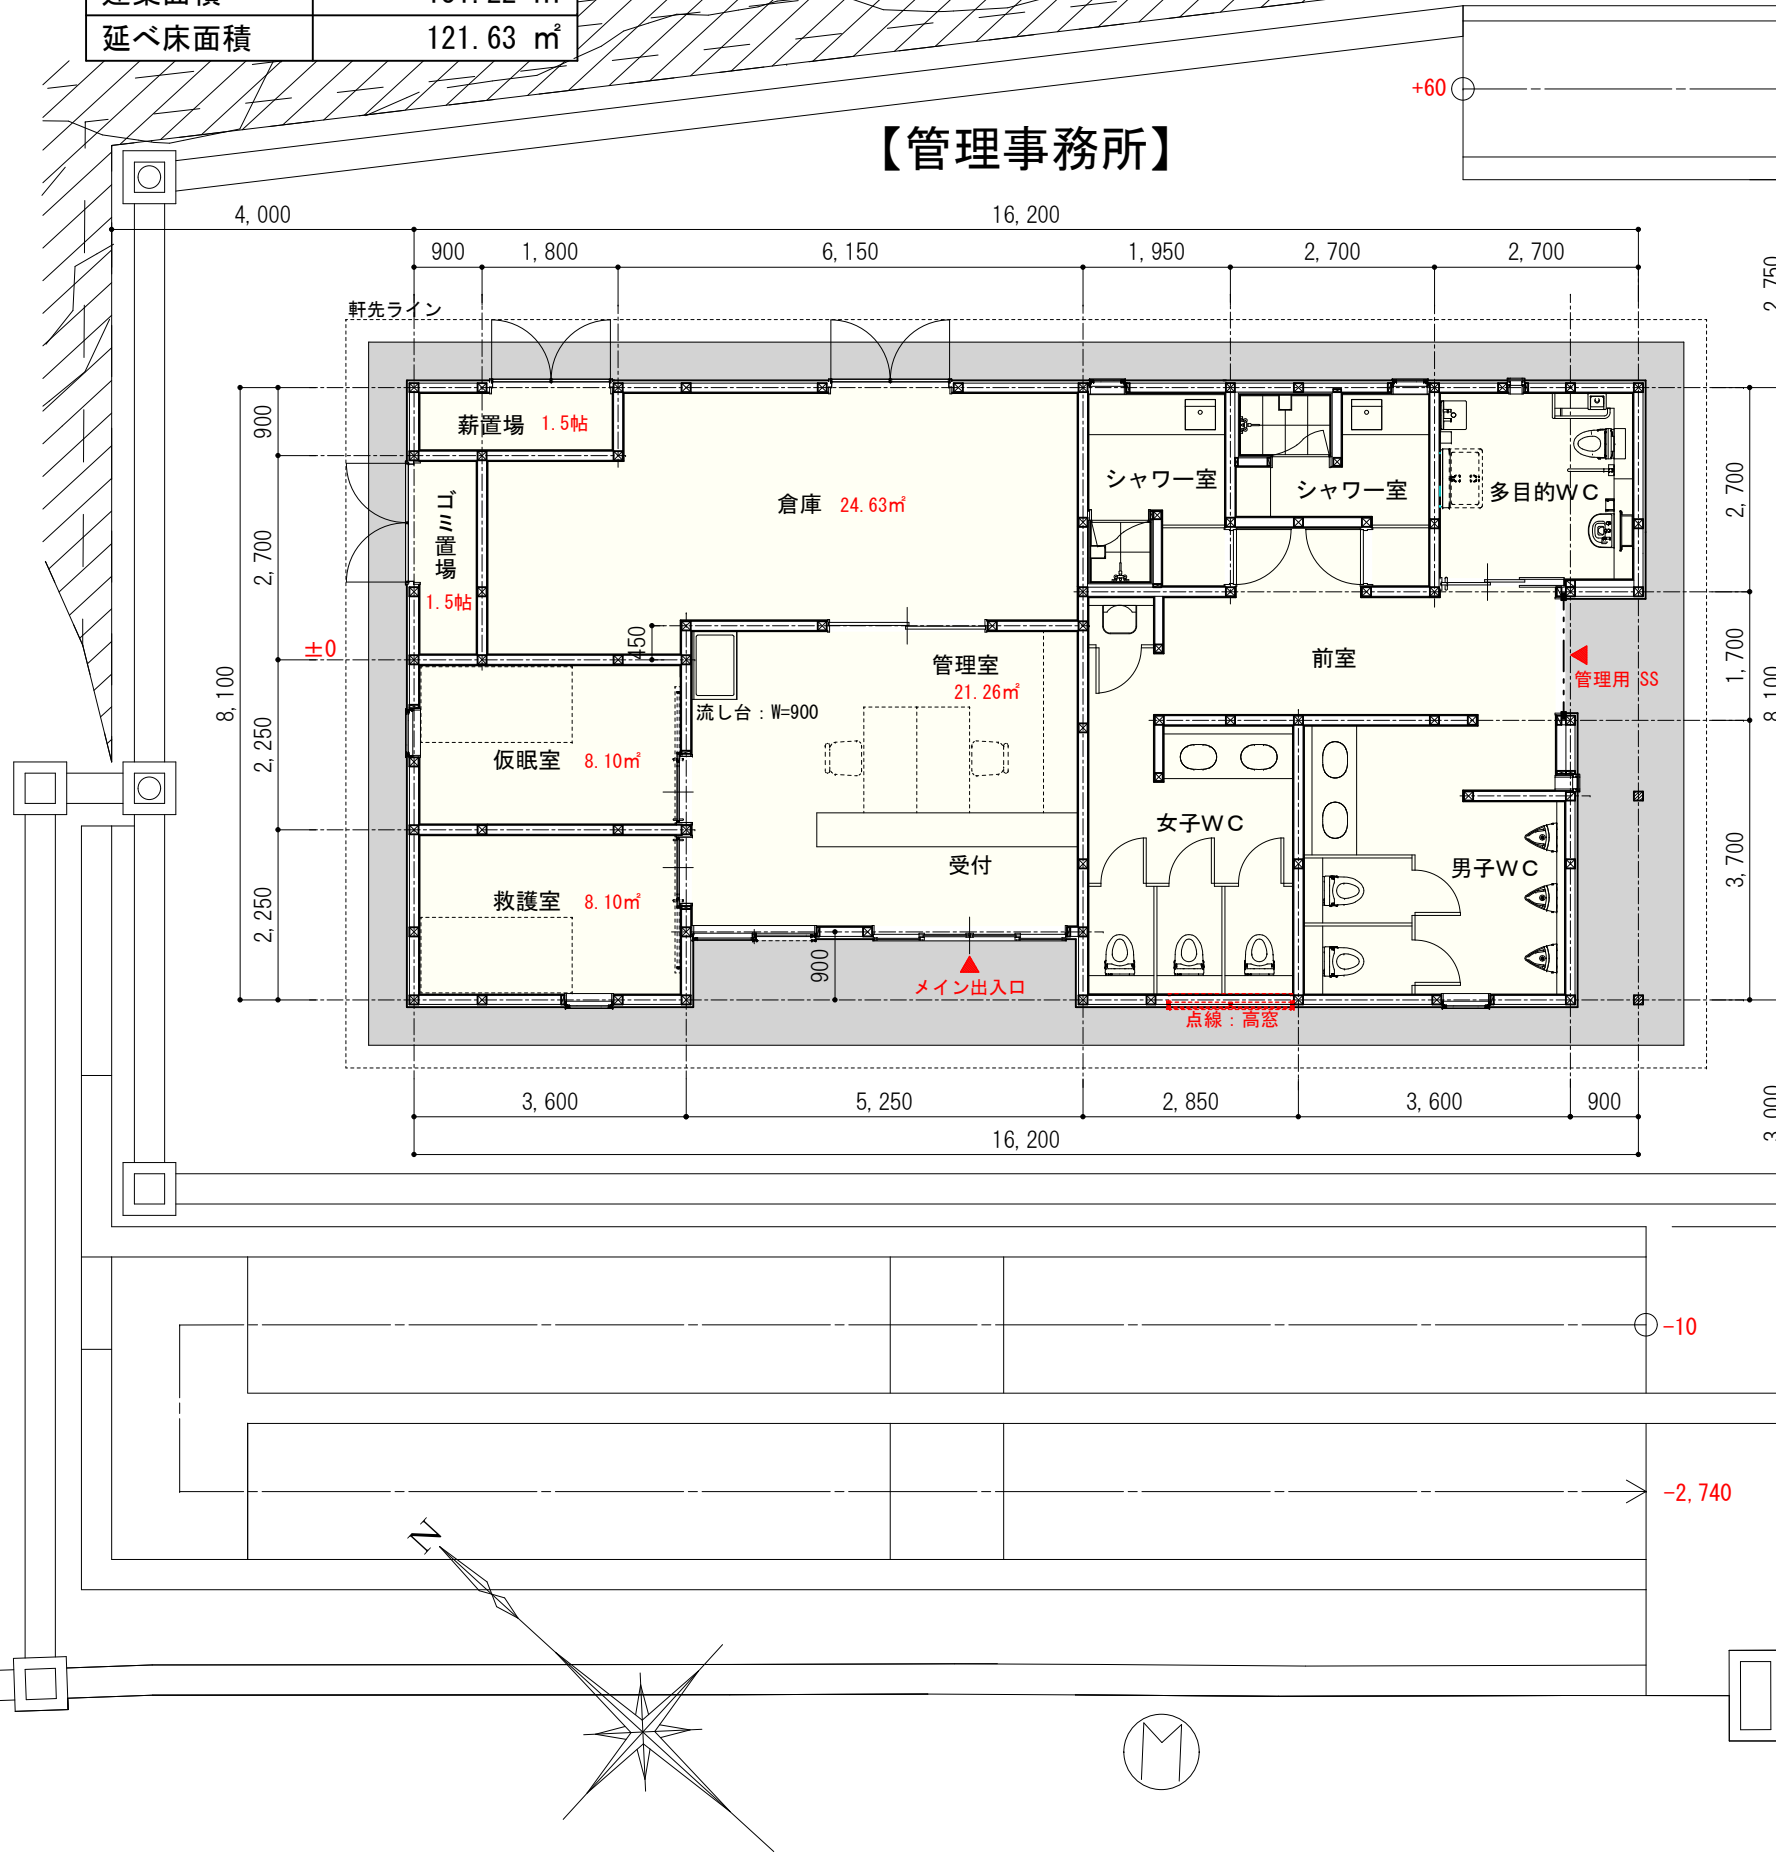 延べ床面積 121.63 ㎡
+60
【管理事務所】
4,000 16,200
900 1,800 6,150 1,950 2,700 2,700
2,750
軒先ライン
薪置場 1.5帖
ゴミ置場
1.5帖
倉庫 24.63㎡
シャワー室
シャワー室
多目的WC
900
2,700
2,250
2,250
8,100
±0
450
管理室
21.26㎡
流し台：W=900
前室
管理用 SS
2,700
1,700
3,700
8,100
仮眠室 8.10㎡
女子WC
男子WC
受付
救護室 8.10㎡
900
メイン出入口
点線：高窓
3,600 5,250 2,850 3,600 900
16,200
3,000
-10
-2,740
N
M